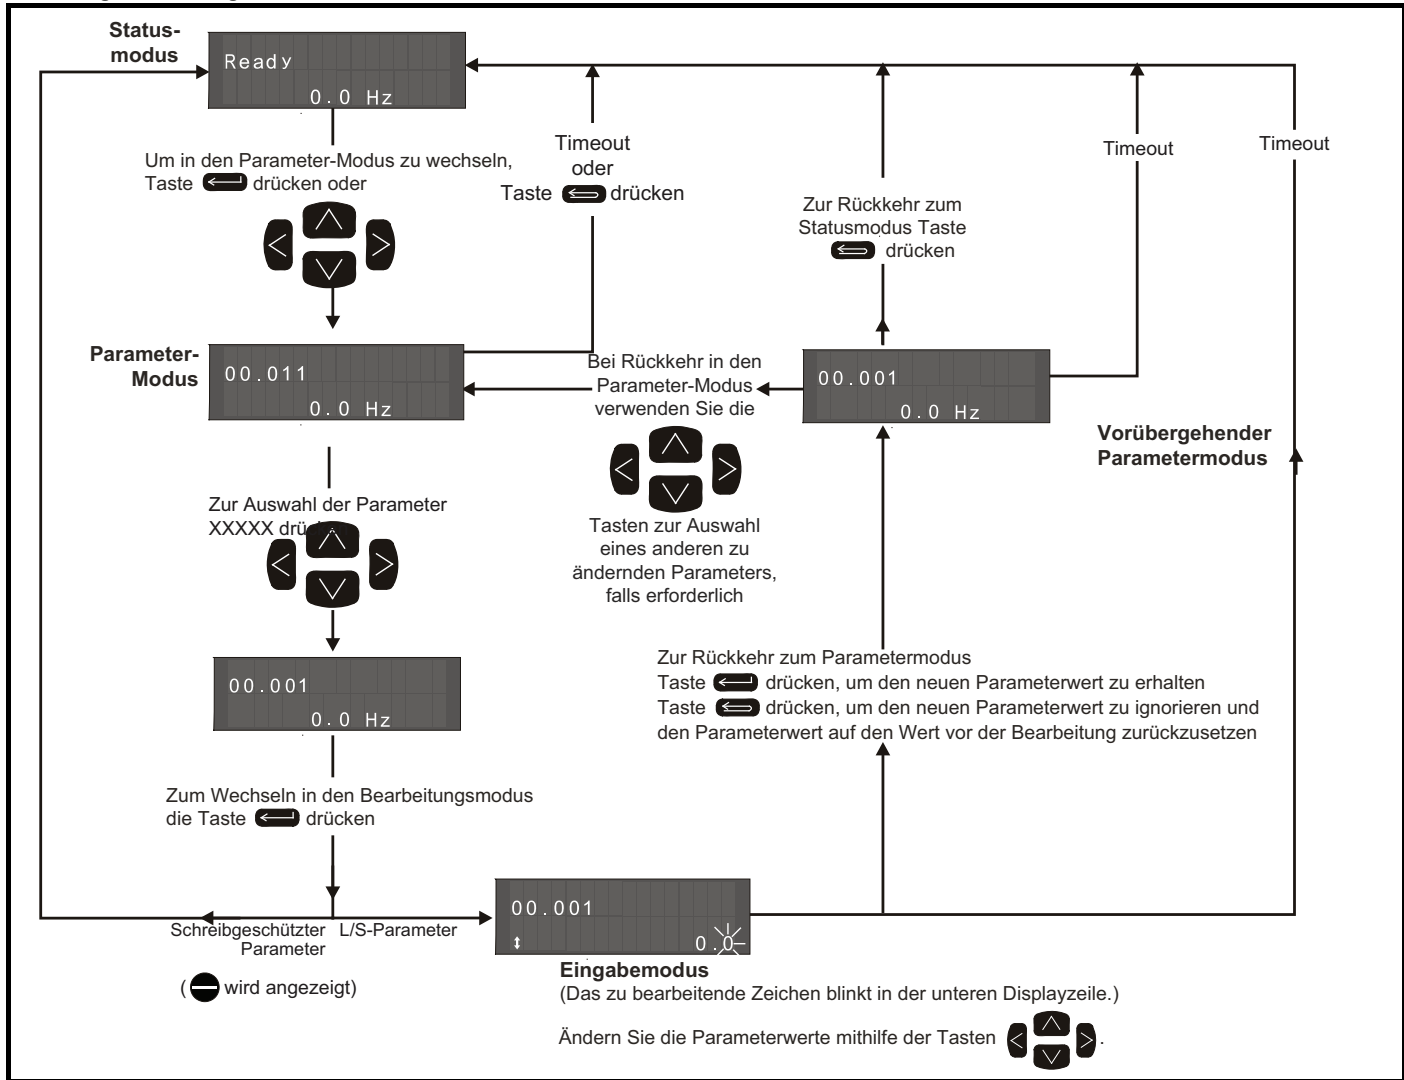 Status-
modus
Ready
0.0 Hz
Um in den Parameter-Modus zu wechseln,
Taste drücken oder
Timeout
oder
Taste drücken
Zur Rückkehr zum
Statusmodus Taste
drücken
Timeout
Timeout
Parameter-
Modus
00.011
0.0 Hz
Bei Rückkehr in den
Parameter-Modus
verwenden Sie die
Tasten zur Auswahl
eines anderen zu
ändernden Parameters,
falls erforderlich
00.001
0.0 Hz
Vorübergehender
Parametermodus
Zur Auswahl der Parameter
XXXXX drücken
00.001
0.0 Hz
Zur Rückkehr zum Parametermodus
Taste drücken, um den neuen Parameterwert zu erhalten
Taste drücken, um den neuen Parameterwert zu ignorieren und
den Parameterwert auf den Wert vor der Bearbeitung zurückzusetzen
Zum Wechseln in den Bearbeitungsmodus
die Taste drücken
Schreibgeschützter
Parameter
L/S-Parameter
( wird angezeigt)
00.001
0.0
Eingabemodus
(Das zu bearbeitende Zeichen blinkt in der unteren Displayzeile.)
Ändern Sie die Parameterwerte mithilfe der Tasten .